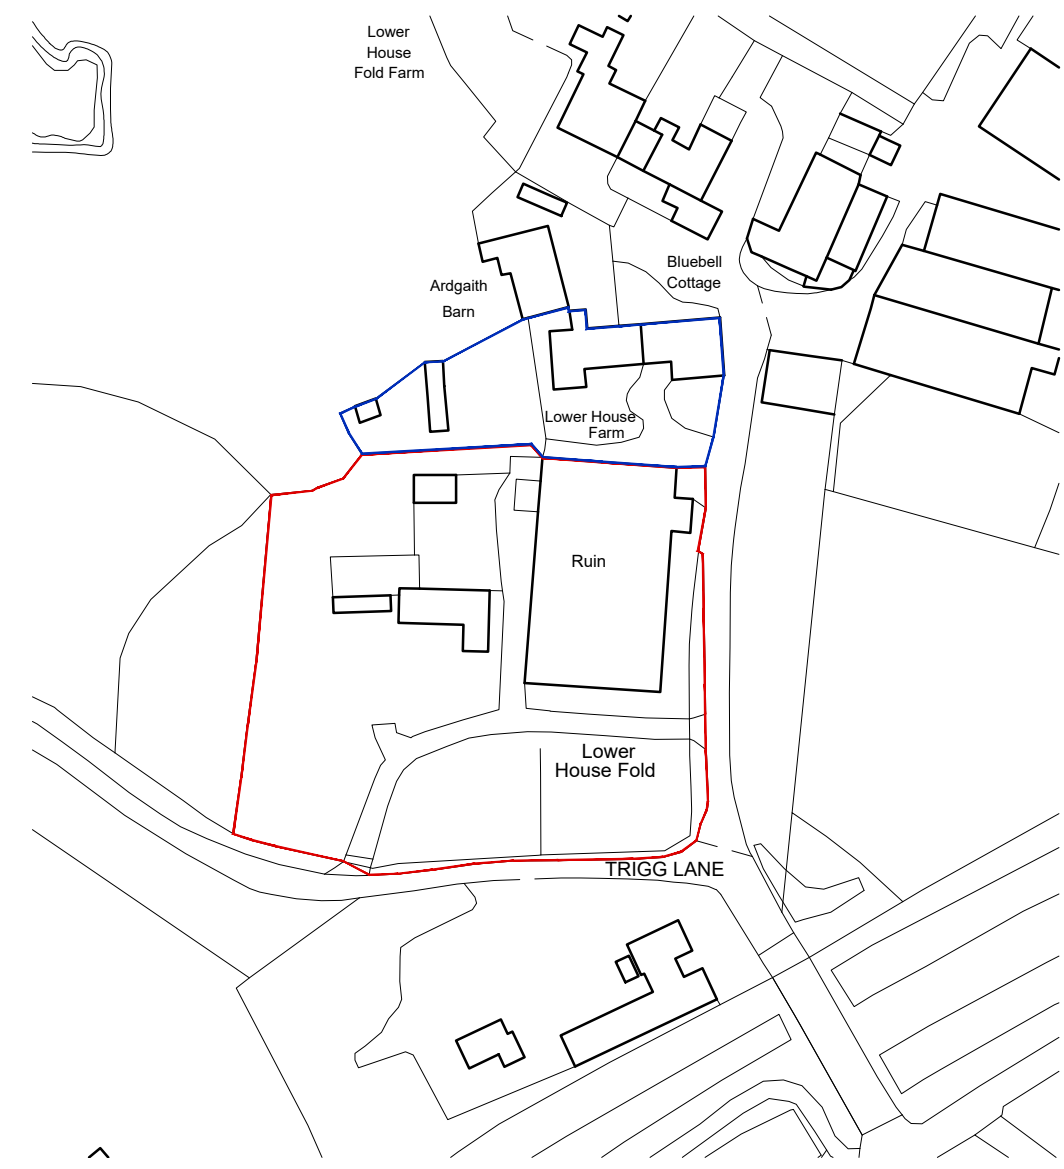 Lower
House
Fold Farm
Bluebell
Cottage
Ardgaith
Barn
Lower House
Farm
Ruin
Lower
House Fold
TRIGG LANE